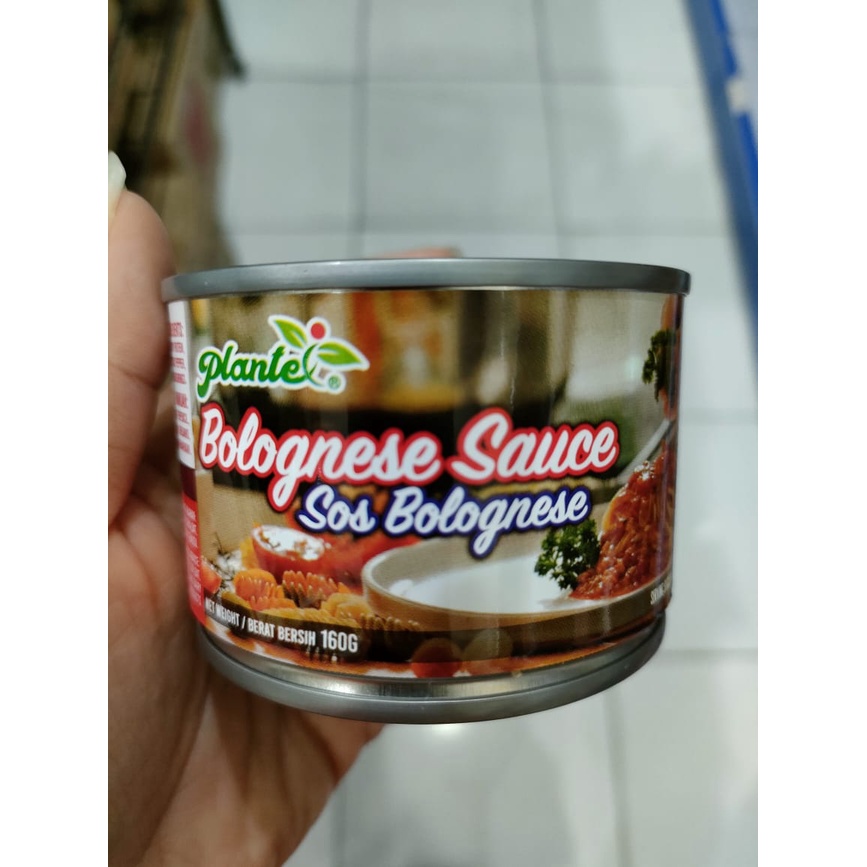 Plantex®
Bolognese Sauce
Sos Bolognese
NET WEIGHT / BERAT BERSIH 160G